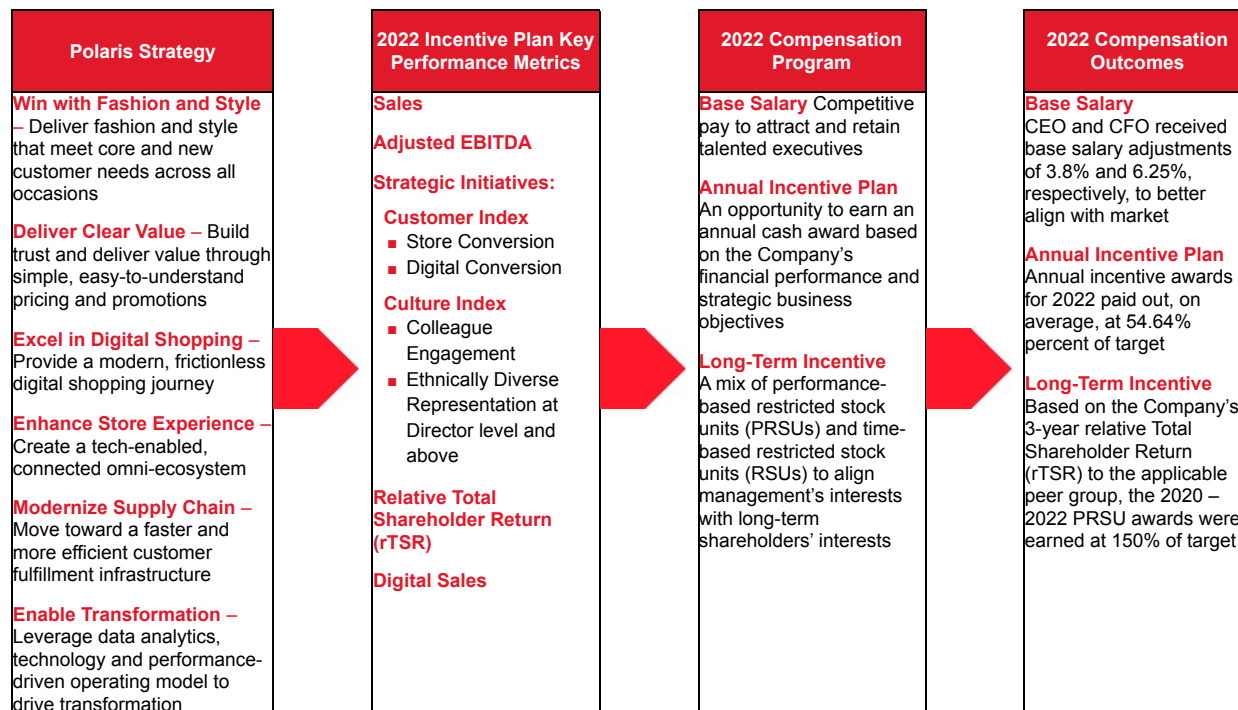 Polaris Strategy
Win with Fashion and Style
– Deliver fashion and style
that meet core and new
customer needs across all
occasions
Deliver Clear Value – Build
trust and deliver value through
simple, easy-to-understand
pricing and promotions
Excel in Digital Shopping –
Provide a modern, frictionless
digital shopping journey
Enhance Store Experience –
Create a tech-enabled,
connected omni-ecosystem
Modernize Supply Chain –
Move toward a faster and
more efficient customer
fulfillment infrastructure
Enable Transformation –
Leverage data analytics,
technology and performance-
driven operating model to
drive transformation
2022 Incentive Plan Key
Performance Metrics
Sales
Adjusted EBITDA
Strategic Initiatives:
Customer Index
■ Store Conversion
■ Digital Conversion
Culture Index
■ Colleague
Engagement
■ Ethnically Diverse
Representation at
Director level and
above
Relative Total
Shareholder Return
(rTSR)
Digital Sales
2022 Compensation
Program
Base Salary Competitive
pay to attract and retain
talented executives
Annual Incentive Plan
An opportunity to earn an
annual cash award based
on the Company's
financial performance and
strategic business
objectives
Long-Term Incentive
A mix of performance-
based restricted stock
units (PRSUs) and time-
based restricted stock
units (RSUs) to align
management's interests
with long-term
shareholders' interests
2022 Compensation
Outcomes
Base Salary
CEO and CFO received
base salary adjustments
of 3.8% and 6.25%,
respectively, to better
align with market
Annual Incentive Plan
Annual incentive awards
for 2022 paid out, on
average, at 54.64%
percent of target
Long-Term Incentive
Based on the Company's
3-year relative Total
Shareholder Return
(rTSR) to the applicable
peer group, the 2020 –
2022 PRSU awards were
earned at 150% of target